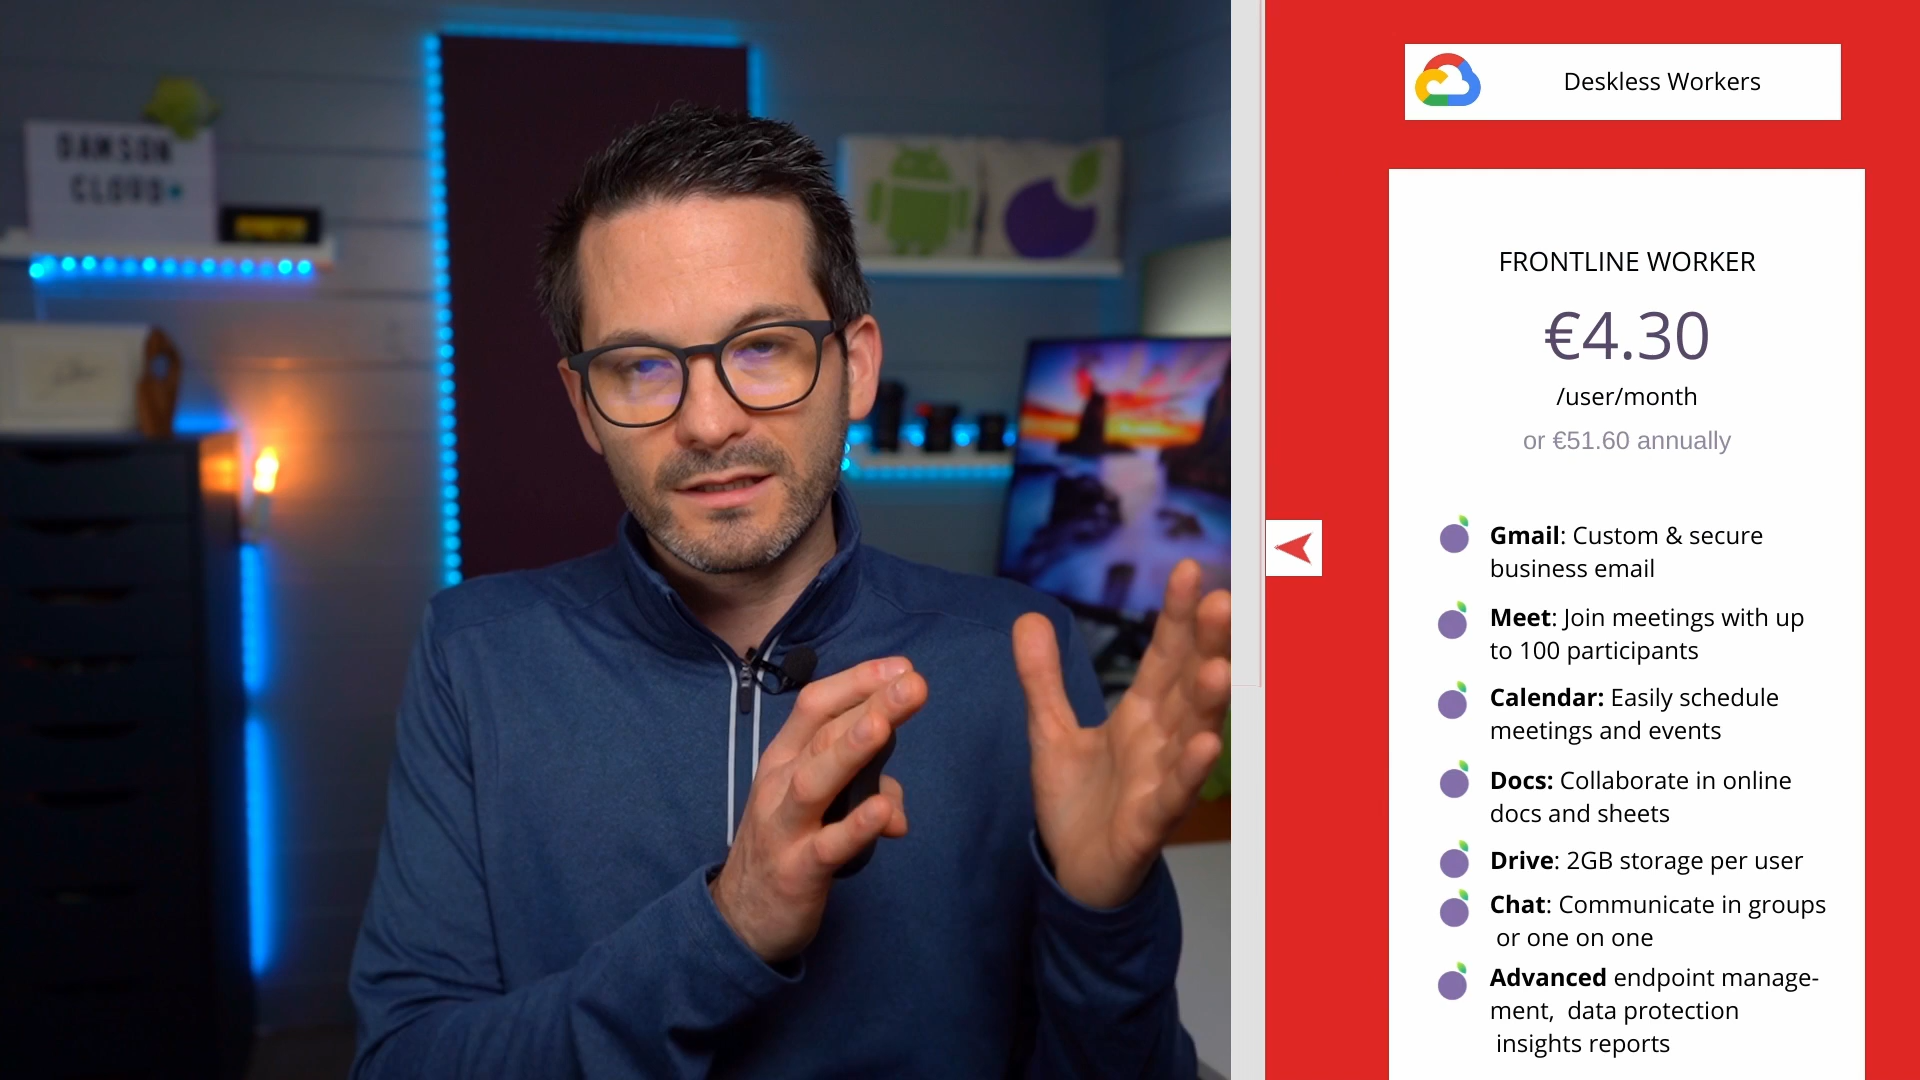 DAMSON
CLOUD
Deskless Workers
FRONTLINE WORKER
€4.30
/user/month
or €51.60 annually
Gmail: Custom & secure
business email
Meet: Join meetings with up
to 100 participants
Calendar: Easily schedule
meetings and events
Docs: Collaborate in online
docs and sheets
Drive: 2GB storage per user
Chat: Communicate in groups
or one on one
Advanced endpoint manage-
ment,  data protection
insights reports